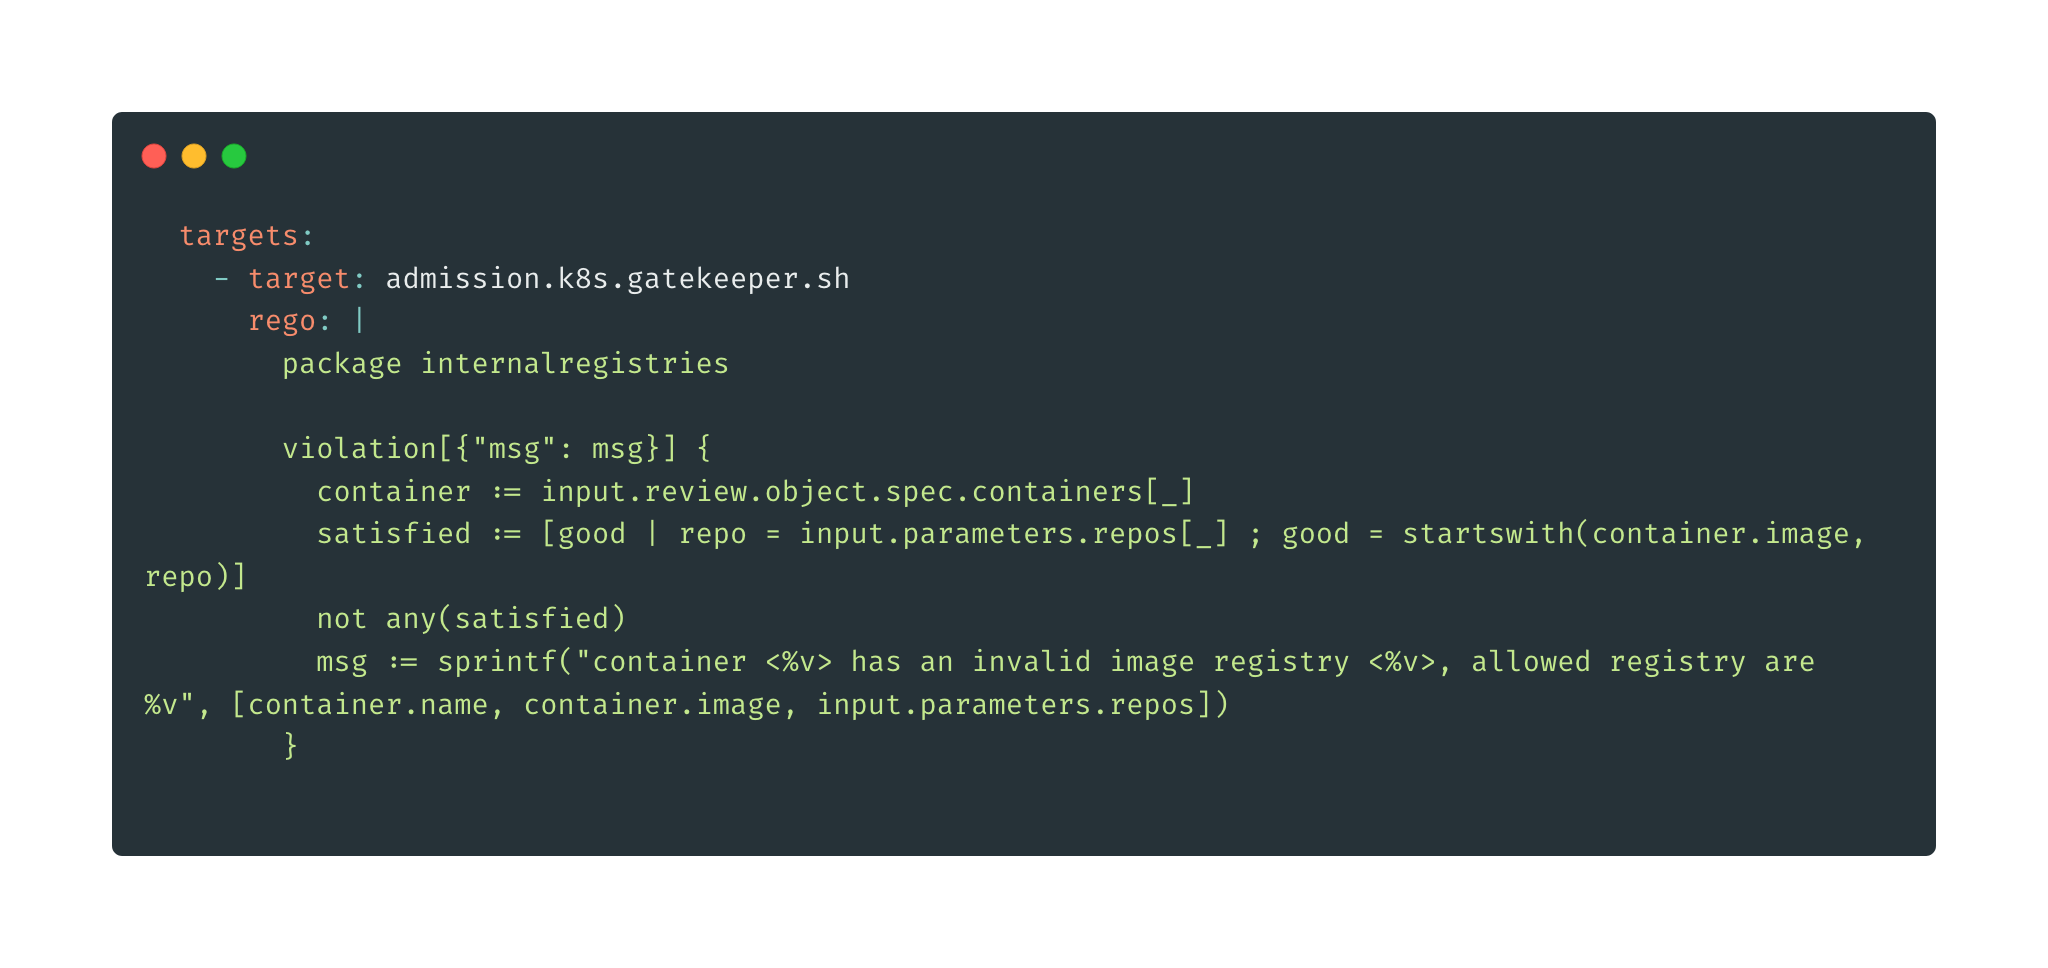 targets:
- target: admission.k8s.gatekeeper.sh
rego: |
package internalregistries
violation[{"msg": msg}] {
container := input.review.object.spec.containers[_]
satisfied := [good | repo = input.parameters.repos[_] ; good = startswith(container.image,
repo)]
not any(satisfied)
msg := sprintf("container <%v> has an invalid image registry <%v>, allowed registry are
%v", [container.name, container.image, input.parameters.repos])
}